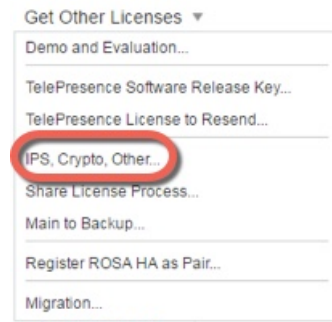 Get Other Licenses ▼
Demo and Evaluation...
TelePresence Software Release Key...
TelePresence License to Resend...
IPS, Crypto, Other...
Share License Process...
Main to Backup...
Register ROSA HA as Pair...
Migration...